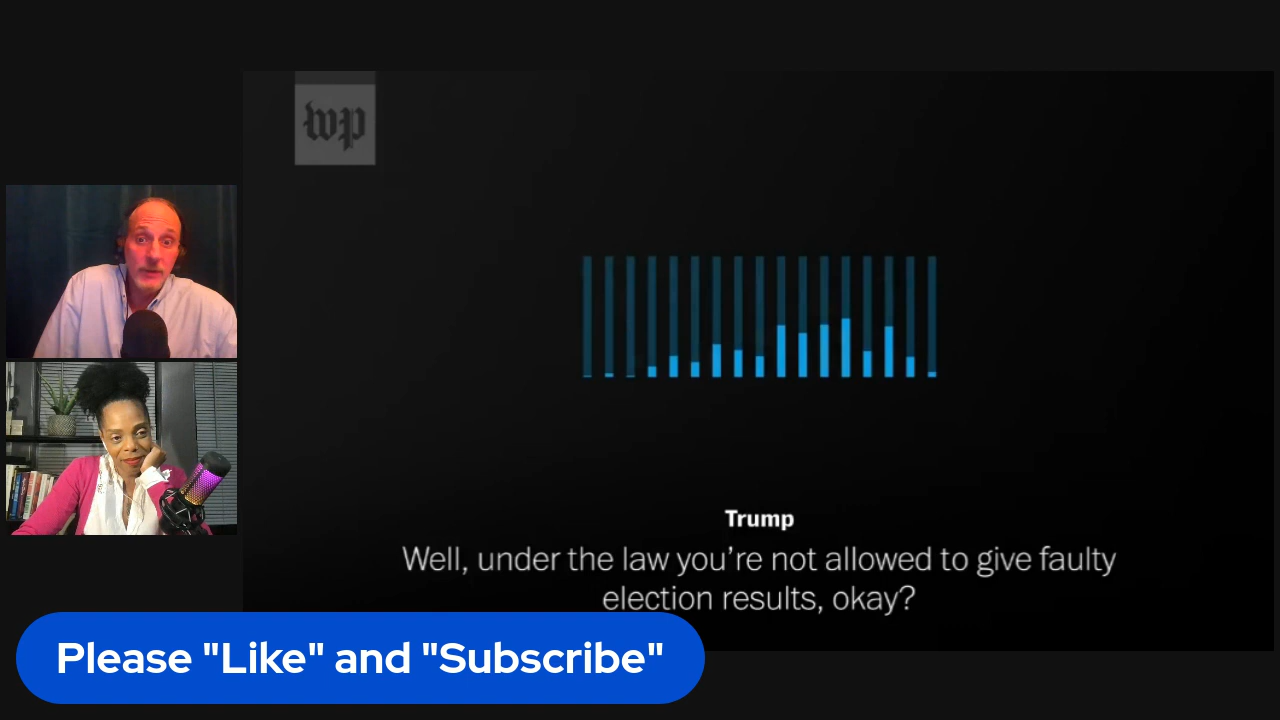 wp
Trump
Well, under the law you’re not allowed to give faulty
election results, okay?
Please "Like" and "Subscribe"